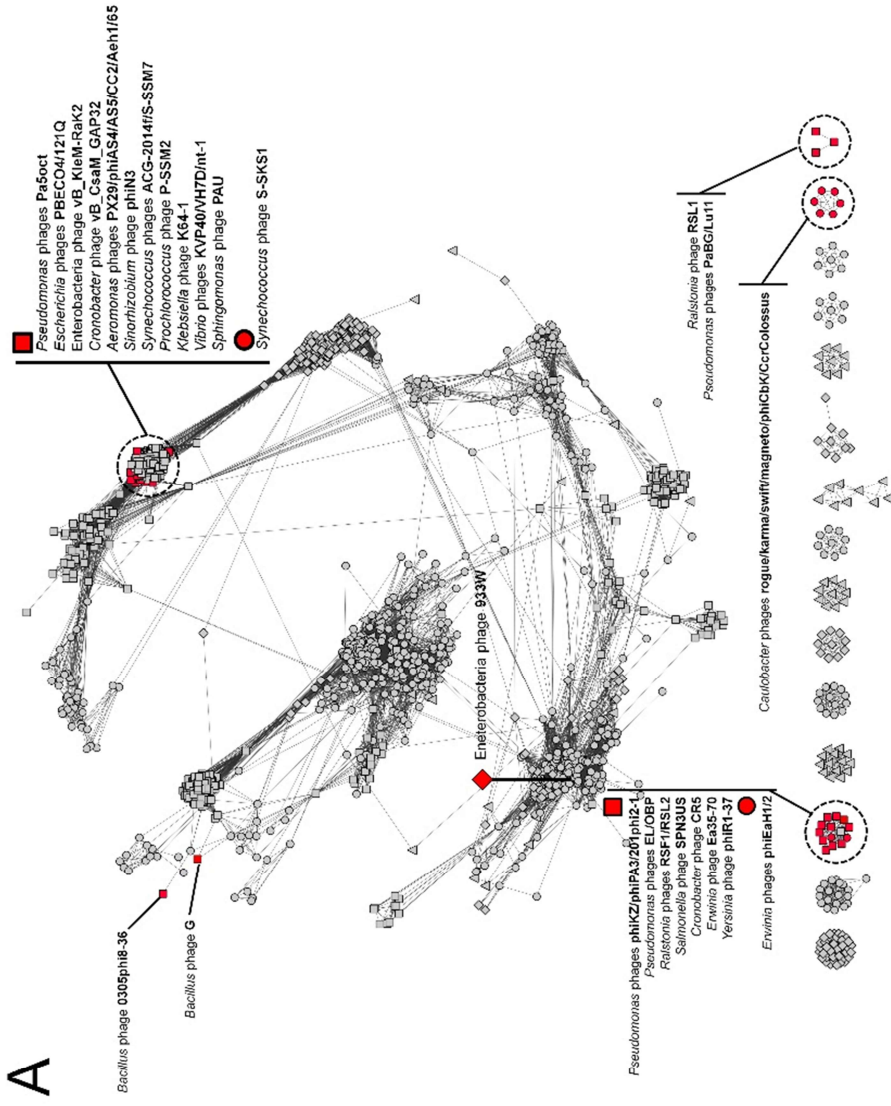 A
Bacillus phage 0305phi8-36
Bacillus phage G
Pseudomonas phages Pa5oct
Escherichia phages PBECO4/121Q
Enterobacteria phage vB_KleM-RaK2
Cronobacter phage vB_CsaM_GAP32
Aeromonas phages PX29/phiAS4/AS5/CC2/Aeh1/65
Sinorhizobium phage phiN3
Synechococcus phages ACG-2014f/S-SSM7
Prochlorococcus phage P-SSM2
Klebsiella phage K64-1
Vibrio phages KVP40/VH7D/nt-1
Sphingomonas phage PAU
Synechococcus phage S-SKS1
Eneterobacteria phage 933W
Pseudomonas phages phiKZ/phiPA3/201phi2-1
Pseudomonas phages EL/OBP
Ralstonia phages RSF1/RSL2
Salmonella phage SPN3US
Cronobacter phage CR5
Erwinia phage Ea35-70
Yersinia phage phiR1-37
Erwinia phages phiEaH1/2
Caulobacter phages rogue/karma/swift/magneto/phiCbK/CcrColossus
Ralstonia phage RSL1
Pseudomonas phages PaBG/Lu11